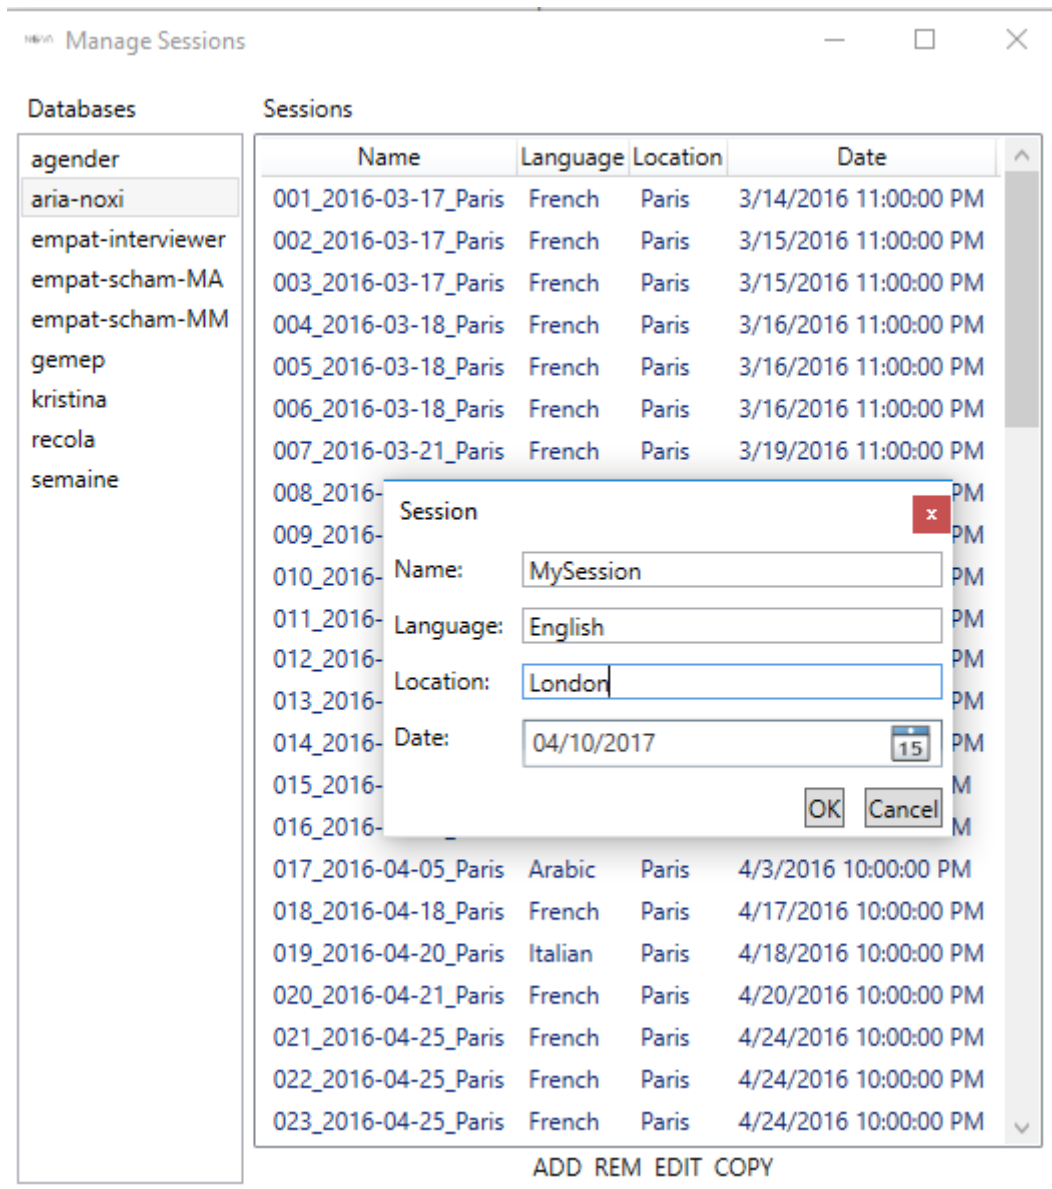 NOVA Manage Sessions
Databases
agender
aria-noxi
empat-interviewer
empat-scham-MA
empat-scham-MM
gemep
kristina
recola
semaine
Sessions
Name Language Location Date
001_2016-03-17_Paris French Paris 3/14/2016 11:00:00 PM
002_2016-03-17_Paris French Paris 3/15/2016 11:00:00 PM
003_2016-03-17_Paris French Paris 3/15/2016 11:00:00 PM
004_2016-03-18_Paris French Paris 3/16/2016 11:00:00 PM
005_2016-03-18_Paris French Paris 3/16/2016 11:00:00 PM
006_2016-03-18_Paris French Paris 3/16/2016 11:00:00 PM
007_2016-03-21_Paris French Paris 3/19/2016 11:00:00 PM
008_2016- PM
009_2016- PM
010_2016- PM
011_2016- PM
012_2016- PM
013_2016- PM
014_2016- PM
015_2016- M
016_2016- M
017_2016-04-05_Paris Arabic Paris 4/3/2016 10:00:00 PM
018_2016-04-18_Paris French Paris 4/17/2016 10:00:00 PM
019_2016-04-20_Paris Italian Paris 4/18/2016 10:00:00 PM
020_2016-04-21_Paris French Paris 4/20/2016 10:00:00 PM
021_2016-04-25_Paris French Paris 4/24/2016 10:00:00 PM
022_2016-04-25_Paris French Paris 4/24/2016 10:00:00 PM
023_2016-04-25_Paris French Paris 4/24/2016 10:00:00 PM
Session x
Name: MySession
Language: English
Location: London
Date: 04/10/2017 15
OK Cancel
ADD REM EDIT COPY